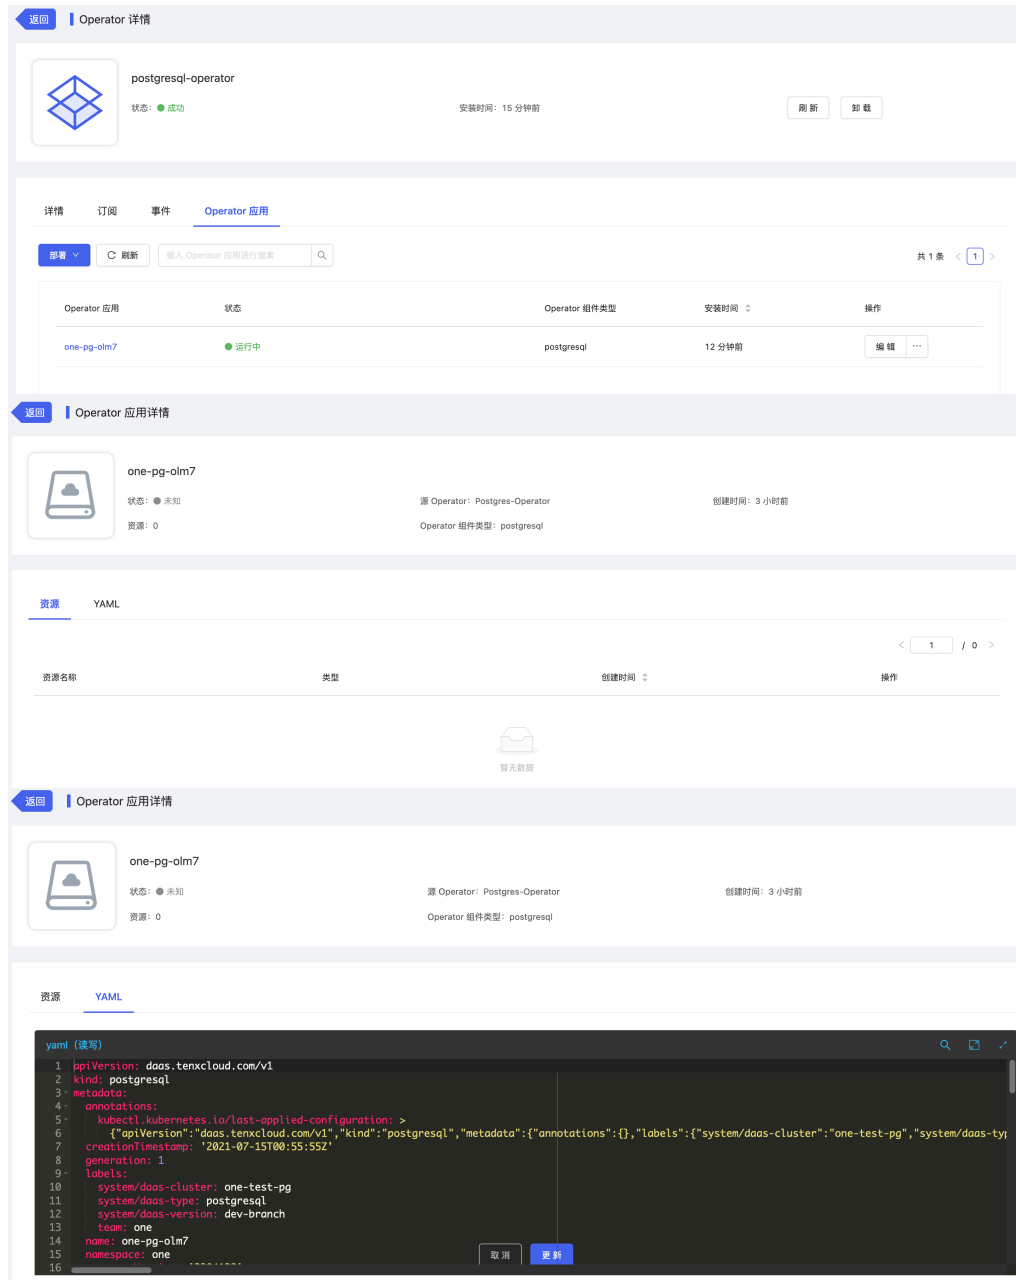 返回 Operator 详情
postgresql-operator
状态: 成功 安装时间: 15 分钟前 刷 新 卸 载
详情 订阅 事件 Operator 应用
部署 刷新 输入 Operator 应用进行搜索 共 1 条 < 1 >
Operator 应用 状态 Operator 组件类型 安装时间 操作
one-pg-olm7 运行中 postgresql 12 分钟前 编 辑 ···
返回 Operator 应用详情
one-pg-olm7
状态: 未知 源 Operator: Postgres-Operator 创建时间: 3 小时前
资源: 0 Operator 组件类型: postgresql
资源 YAML
< 1 / 0 >
资源名称 类型 创建时间 操作
暂无数据
返回 Operator 应用详情
one-pg-olm7
状态: 未知 源 Operator: Postgres-Operator 创建时间: 3 小时前
资源: 0 Operator 组件类型: postgresql
资源 YAML
yaml (读写)
1 apiVersion: daas.tenxcloud.com/v1
2 kind: postgresql
3 metadata:
4 annotations:
5 kubectl.kubernetes.io/last-applied-configuration: >
6 {"apiVersion":"daas.tenxcloud.com/v1","kind":"postgresql","metadata":{"annotations":{},"labels":{"system/daas-cluster":"one-test-pg","system/daas-typ
7 creationTimestamp: '2021-07-15T00:55:55Z'
8 generation: 1
9 labels:
10 system/daas-cluster: one-test-pg
11 system/daas-type: postgresql
12 system/daas-version: dev-branch
13 team: one
14 name: one-pg-olm7
15 namespace: one
16
取 消 更 新